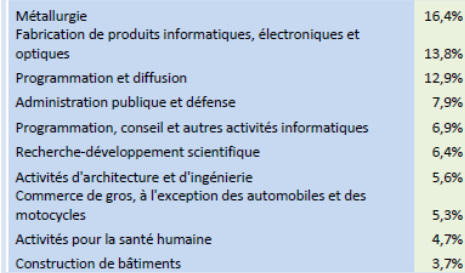 Métallurgie 16,4%
Fabrication de produits informatiques, électroniques et
optiques 13,8%
Programmation et diffusion 12,9%
Administration publique et défense 7,9%
Programmation, conseil et autres activités informatiques 6,9%
Recherche-développement scientifique 6,4%
Activités d'architecture et d'ingénierie 5,6%
Commerce de gros, à l'exception des automobiles et des
motocycles 5,3%
Activités pour la santé humaine 4,7%
Construction de bâtiments 3,7%